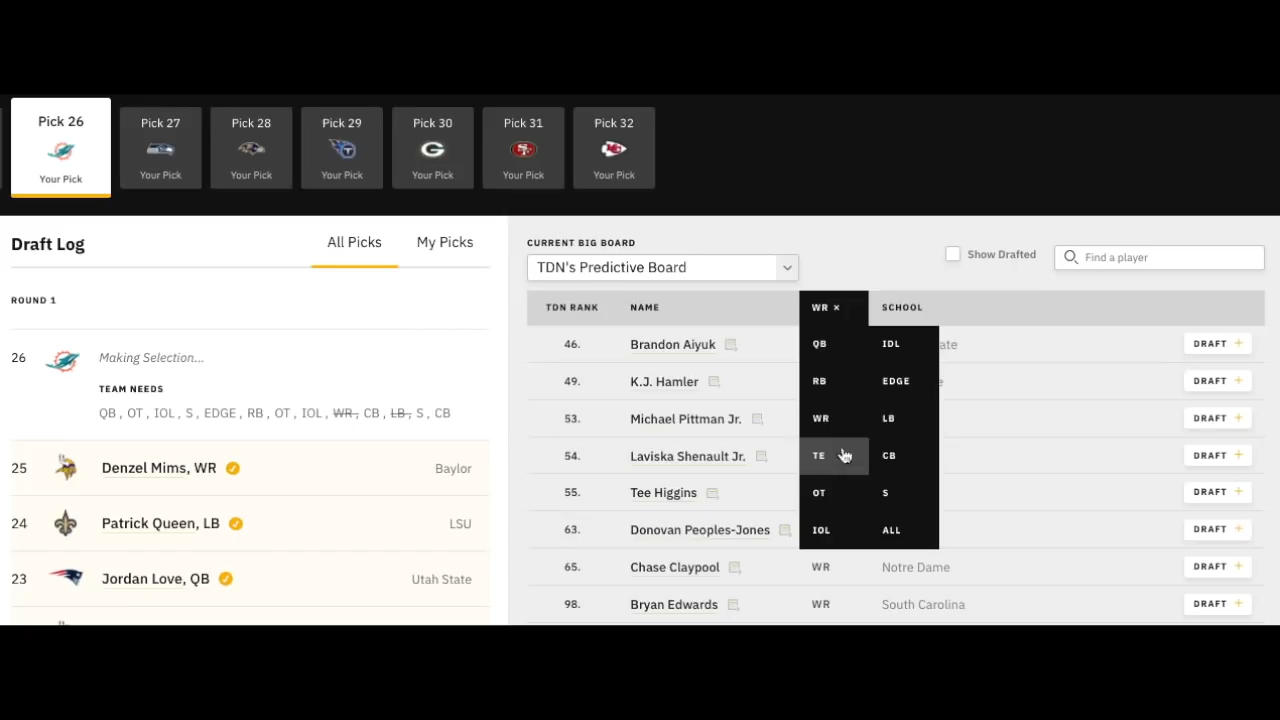 Pick 26
Your Pick
Pick 27
Your Pick
Pick 28
Your Pick
Pick 29
Your Pick
Pick 30
G
Your Pick
Pick 31
SF
Your Pick
Pick 32
KC
Your Pick
Draft Log
All Picks
My Picks
ROUND 1
26
Making Selection...
TEAM NEEDS
QB , OT , IOL , S , EDGE , RB , OT , IOL , WR , CB , LB , S , CB
25 Denzel Mims, WR Baylor
24 Patrick Queen, LB LSU
23 Jordan Love, QB Utah State
CURRENT BIG BOARD
TDN's Predictive Board
Show Drafted
Find a player
TDN RANK NAME WR × SCHOOL
46. Brandon Aiyuk ate DRAFT +
49. K.J. Hamler e DRAFT +
53. Michael Pittman Jr. DRAFT +
54. Laviska Shenault Jr. DRAFT +
55. Tee Higgins DRAFT +
63. Donovan Peoples-Jones DRAFT +
65. Chase Claypool WR Notre Dame DRAFT +
98. Bryan Edwards WR South Carolina DRAFT +
QB IDL
RB EDGE
WR LB
TE CB
OT S
IOL ALL